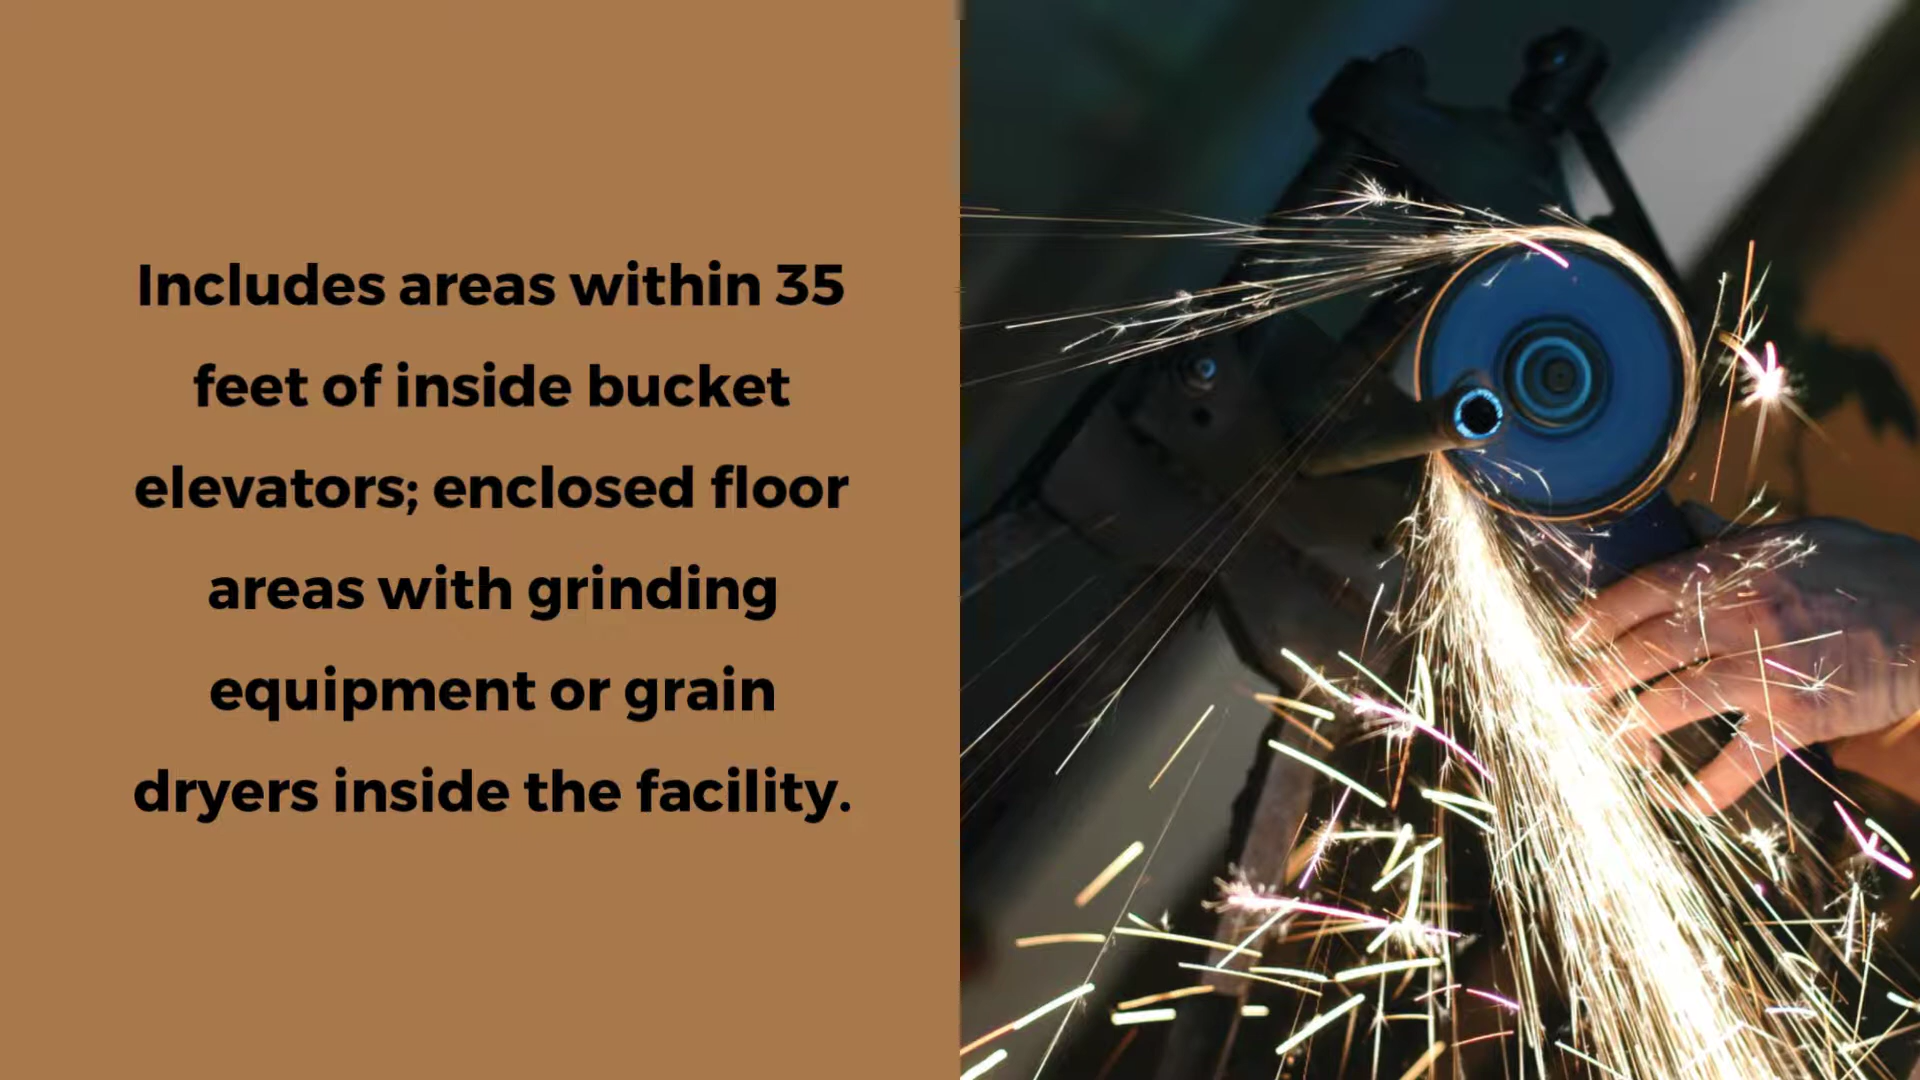 Includes areas within 35
feet of inside bucket
elevators; enclosed floor
areas with grinding
equipment or grain
dryers inside the facility.